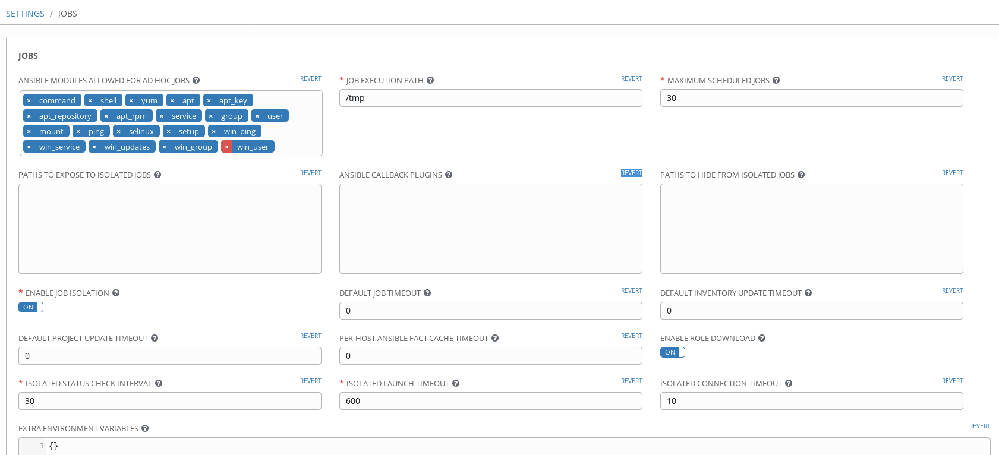 SETTINGS / JOBS
JOBS
ANSIBLE MODULES ALLOWED FOR AD HOC JOBS ? REVERT
× command × shell × yum × apt × apt_key
× apt_repository × apt_rpm × service × group × user
× mount × ping × selinux × setup × win_ping
× win_service × win_updates × win_group × win_user
* JOB EXECUTION PATH ? REVERT
/tmp
* MAXIMUM SCHEDULED JOBS ? REVERT
30
PATHS TO EXPOSE TO ISOLATED JOBS ? REVERT
ANSIBLE CALLBACK PLUGINS ? REVERT
PATHS TO HIDE FROM ISOLATED JOBS ? REVERT
* ENABLE JOB ISOLATION ?
ON
DEFAULT JOB TIMEOUT ? REVERT
0
DEFAULT INVENTORY UPDATE TIMEOUT ? REVERT
0
DEFAULT PROJECT UPDATE TIMEOUT ? REVERT
0
PER-HOST ANSIBLE FACT CACHE TIMEOUT ? REVERT
0
ENABLE ROLE DOWNLOAD ?
ON
* ISOLATED STATUS CHECK INTERVAL ? REVERT
30
* ISOLATED LAUNCH TIMEOUT ? REVERT
600
ISOLATED CONNECTION TIMEOUT ? REVERT
10
EXTRA ENVIRONMENT VARIABLES ? REVERT
1 {}